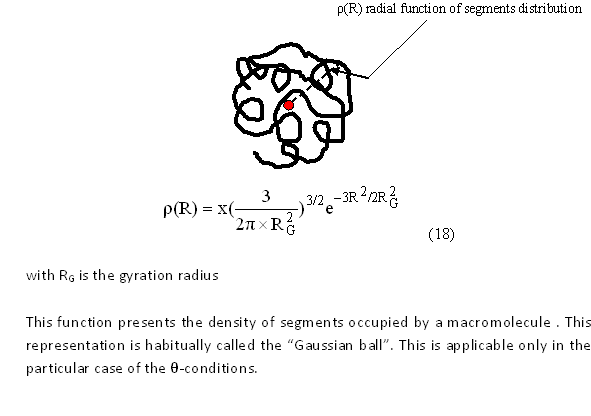 ρ(R) radial function of segments distribution
ρ(R) = x(3/2π×R_G^2)^3/2 e^−3R^2/2R_G^2
(18)
with R_G is the gyration radius
This function presents the density of segments occupied by a macromolecule . This
representation is habitually called the “Gaussian ball”. This is applicable only in the
particular case of the θ-conditions.